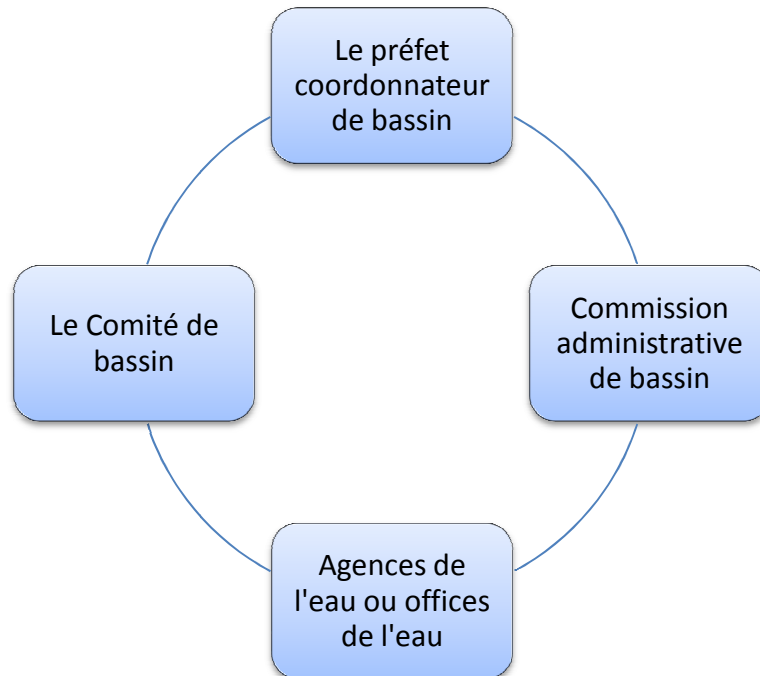 Le préfet
coordonnateur
de bassin
Le Comité de
bassin
Commission
administrative
de bassin
Agences de
l'eau ou offices
de l'eau